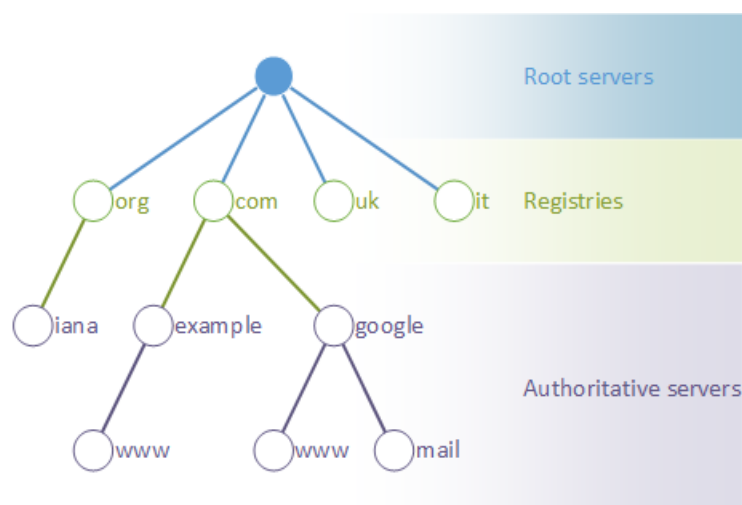 Root servers
org
com
uk
it
Registries
iana
example
google
Authoritative servers
www
www
mail